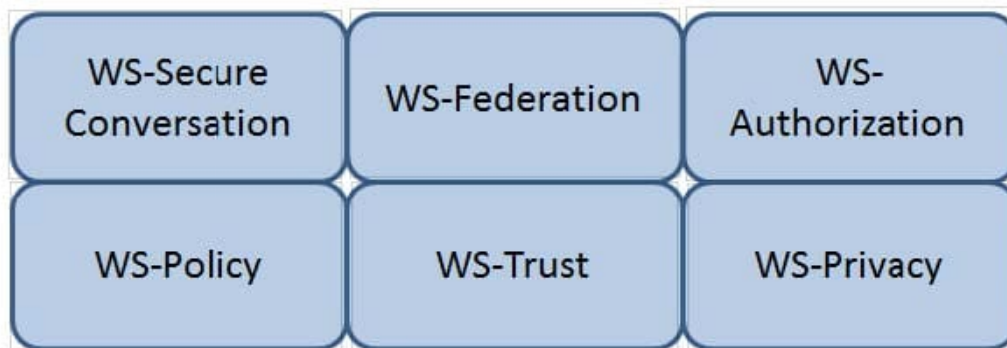 WS-Secure
Conversation
WS-Federation
WS-
Authorization
WS-Policy
WS-Trust
WS-Privacy